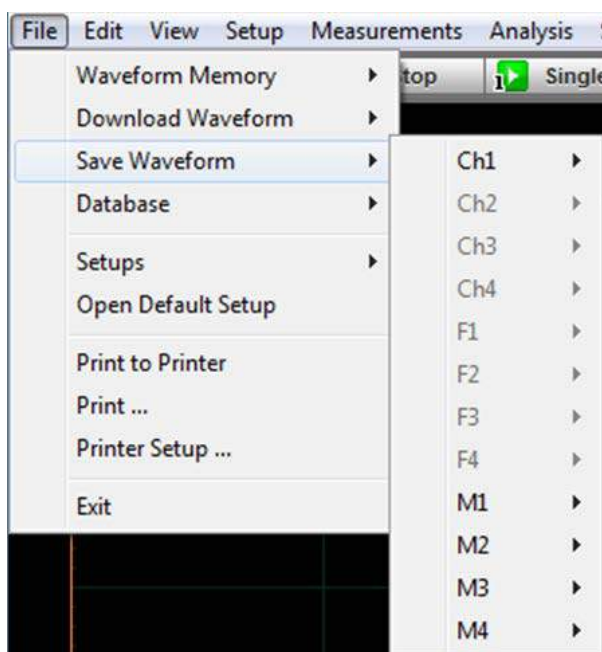 File Edit View Setup Measurements Analysis
Waveform Memory
Download Waveform
Save Waveform
Database
Setups
Open Default Setup
Print to Printer
Print ...
Printer Setup ...
Exit
top 1 Single
Ch1
Ch2
Ch3
Ch4
F1
F2
F3
F4
M1
M2
M3
M4